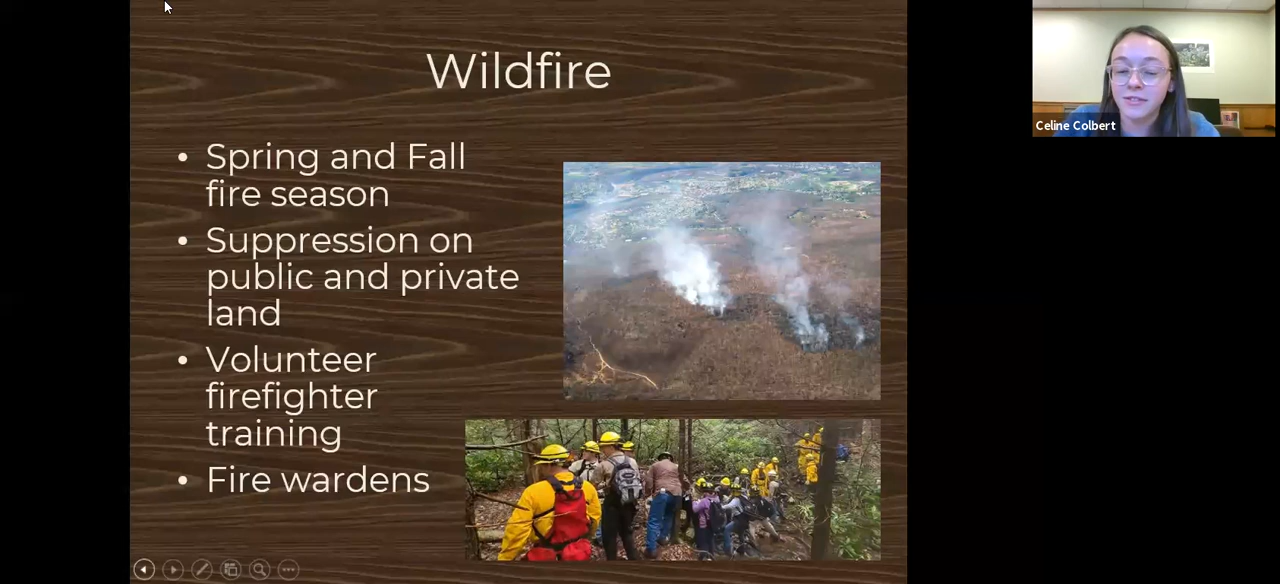 Wildfire
• Spring and Fall
fire season
• Suppression on
public and private
land
• Volunteer
firefighter
training
• Fire wardens
Celine Colbert